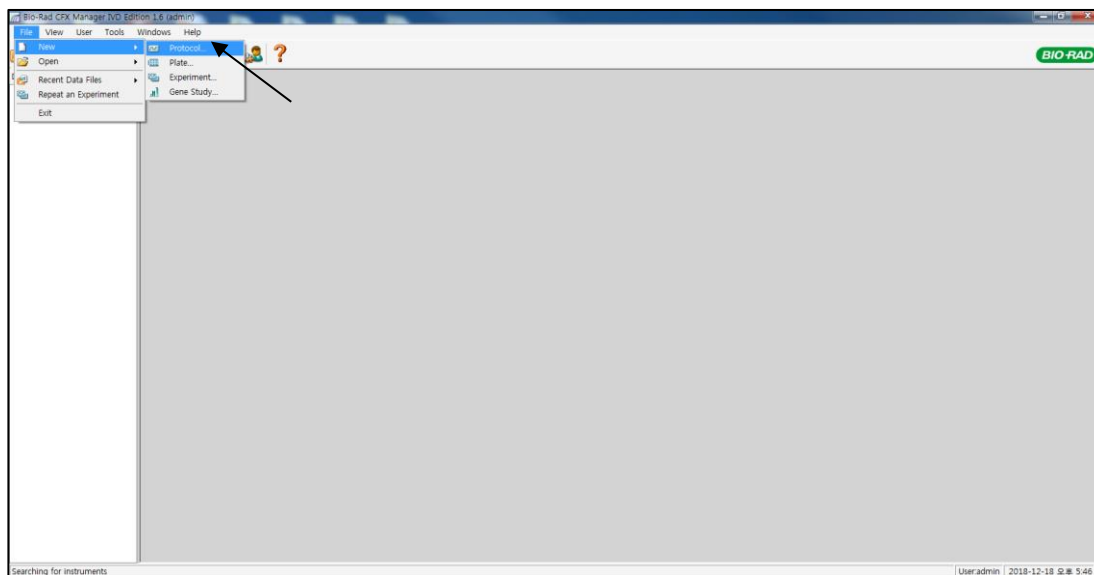 Bio-Rad CFX Manager IVD Edition 1.6 (admin)
File View User Tools Windows Help
New Protocol...
Open Plate...
Experiment...
Recent Data Files
Repeat an Experiment Gene Study...
Exit
BIO-RAD
Searching for instruments
User:admin 2018-12-18 오후 5:46